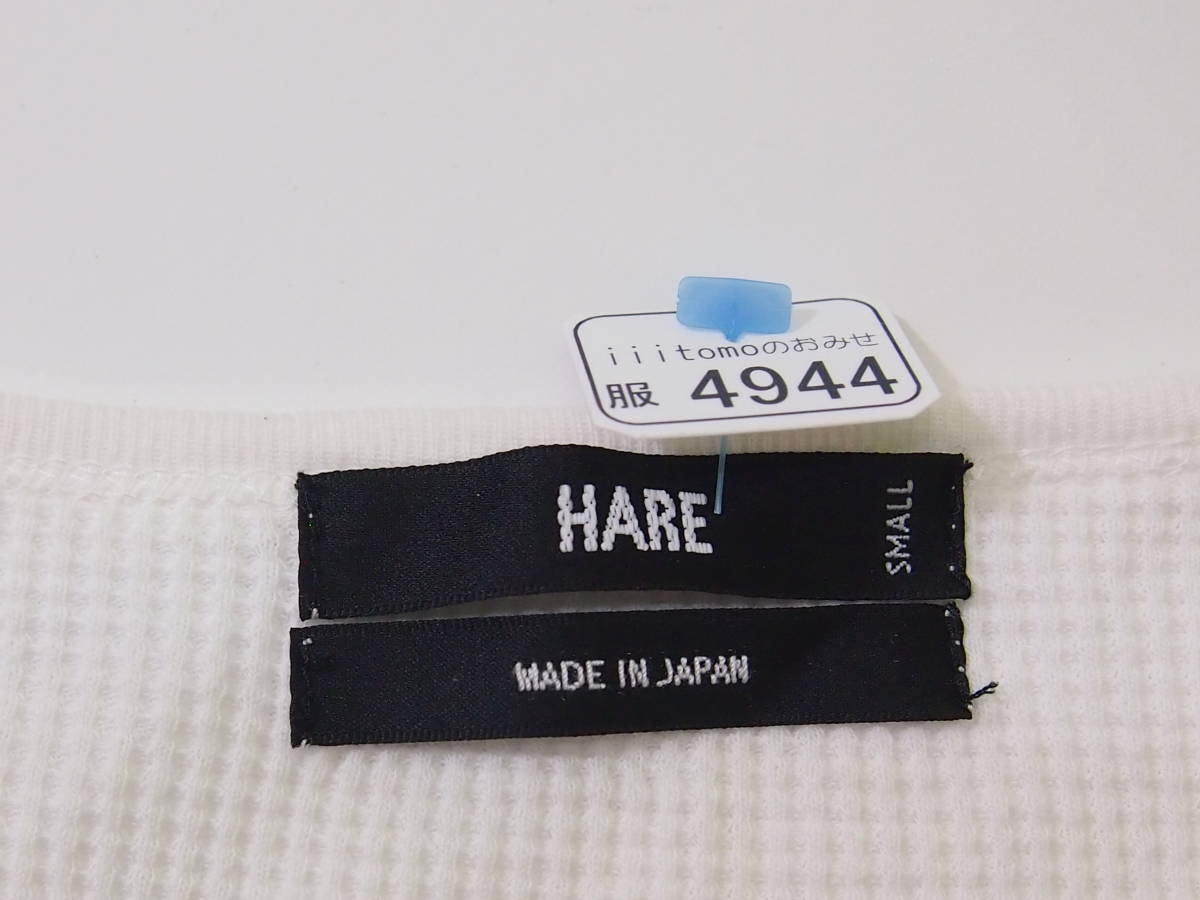 iiitomoのおみせ
服 4944
HARE
SMALL
MADE IN JAPAN